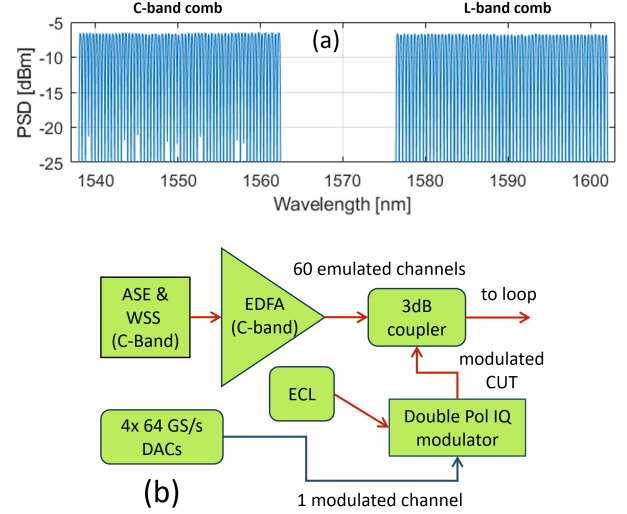 C-band comb
L-band comb
(a)
PSD [dBm]
-5
-10
-15
-20
-25
1540
1550
1560
1570
1580
1590
1600
Wavelength [nm]
60 emulated channels
ASE &
WSS
(C-Band)
EDFA
(C-band)
3dB
coupler
to loop
modulated
CUT
ECL
Double Pol IQ
modulator
4x 64 GS/s
DACs
(b)
1 modulated channel